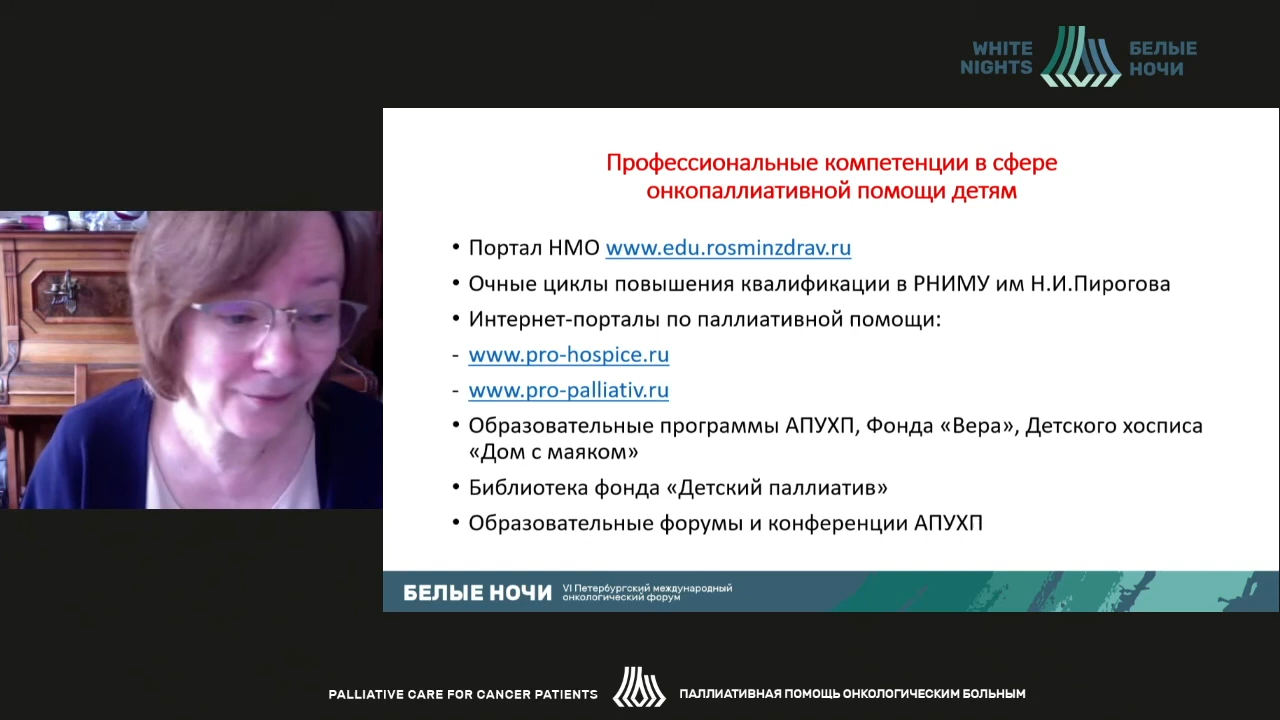 WHITE
NIGHTS
БЕЛЫЕ
НОЧИ
Профессиональные компетенции в сфере
онкопаллиативной помощи детям
• Портал НМО www.edu.rosminzdrav.ru
• Очные циклы повышения квалификации в РНИМУ им Н.И.Пирогова
• Интернет-порталы по паллиативной помощи:
- www.pro-hospice.ru
- www.pro-palliativ.ru
• Образовательные программы АПУХП, Фонда «Вера», Детского хосписа
«Дом с маяком»
• Библиотека фонда «Детский паллиатив»
• Образовательные форумы и конференции АПУХП
БЕЛЫЕ НОЧИ
VI Петербургский международный
онкологический форум
PALLIATIVE CARE FOR CANCER PATIENTS
ПАЛЛИАТИВНАЯ ПОМОЩЬ ОНКОЛОГИЧЕСКИМ БОЛЬНЫМ